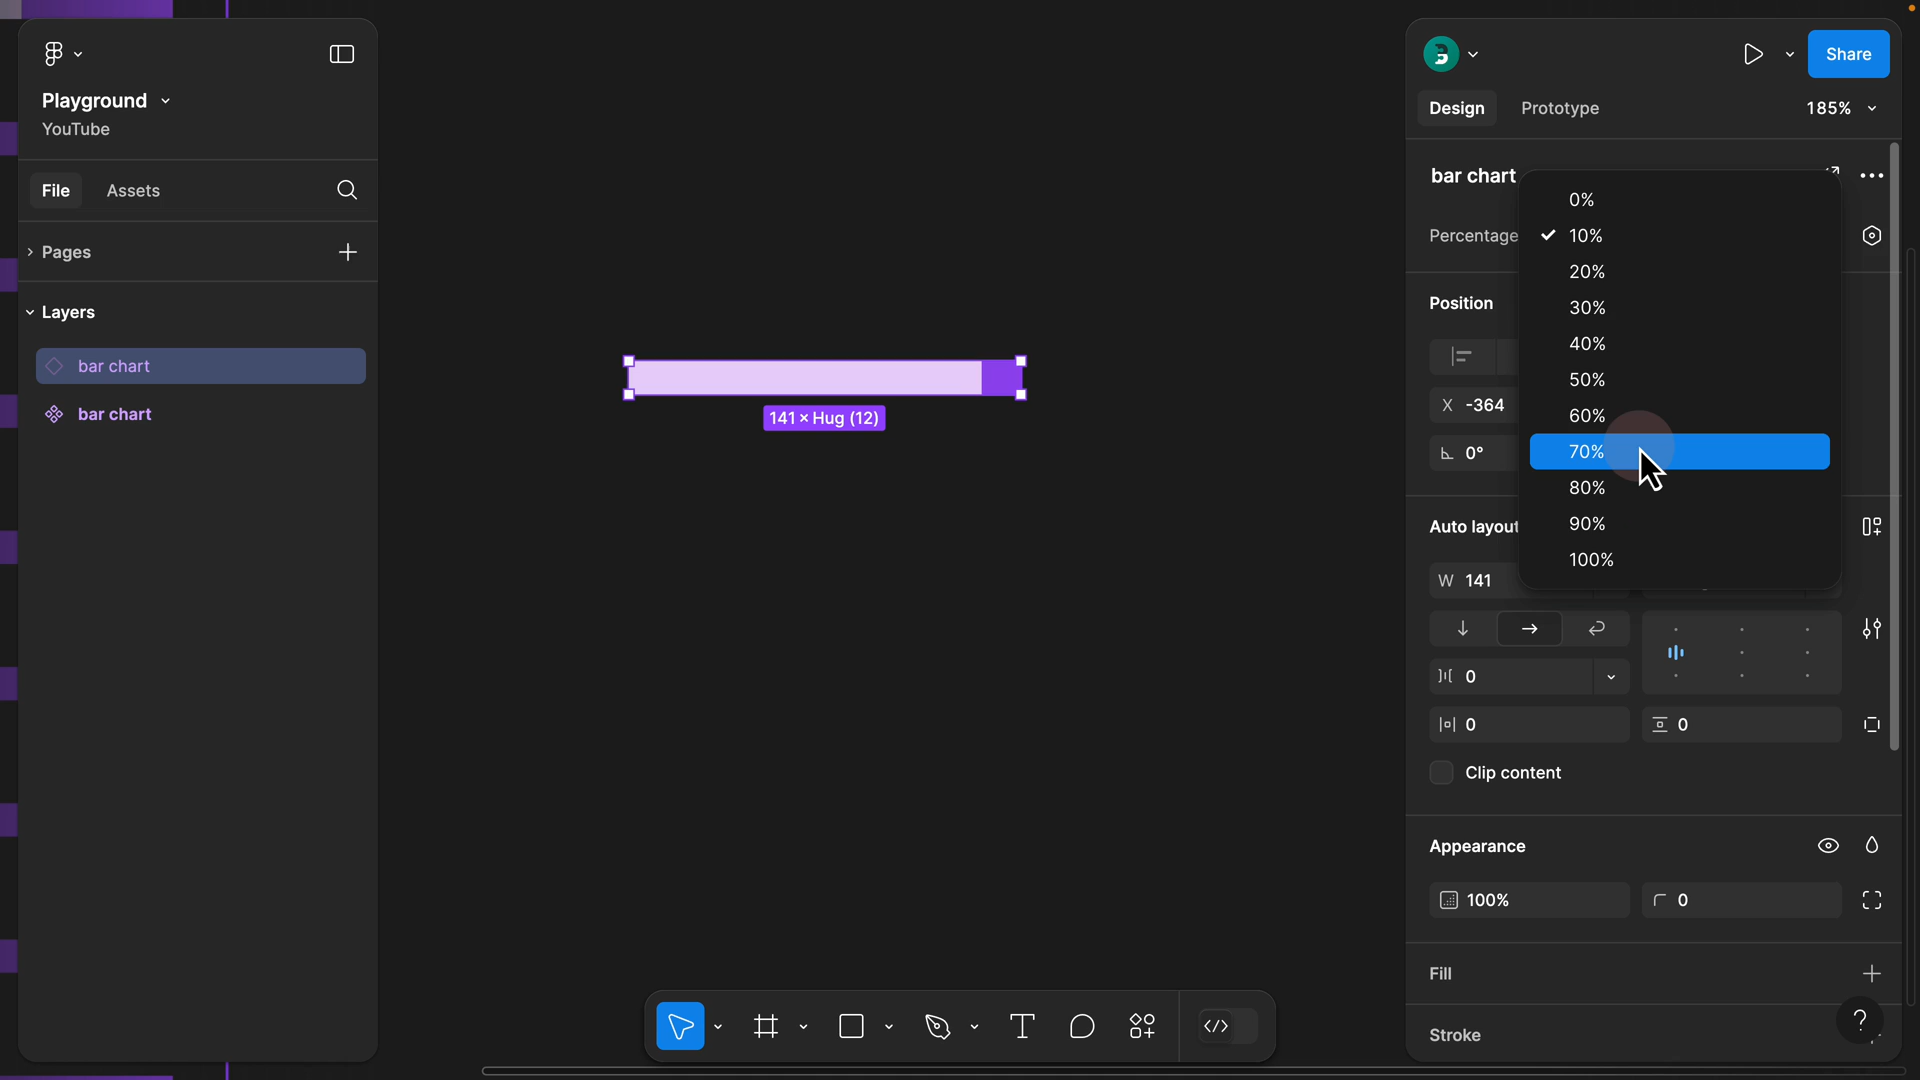 Playground
YouTube
File
Assets
Pages
Layers
bar chart
bar chart
141 × Hug (12)
Share
Design
Prototype
185%
bar chart
Percentage
0%
10%
20%
30%
40%
50%
60%
70%
80%
90%
100%
Position
X -364
0°
Auto layout
W 141
0
0
0
Clip content
Appearance
100%
0
Fill
Stroke
T
?